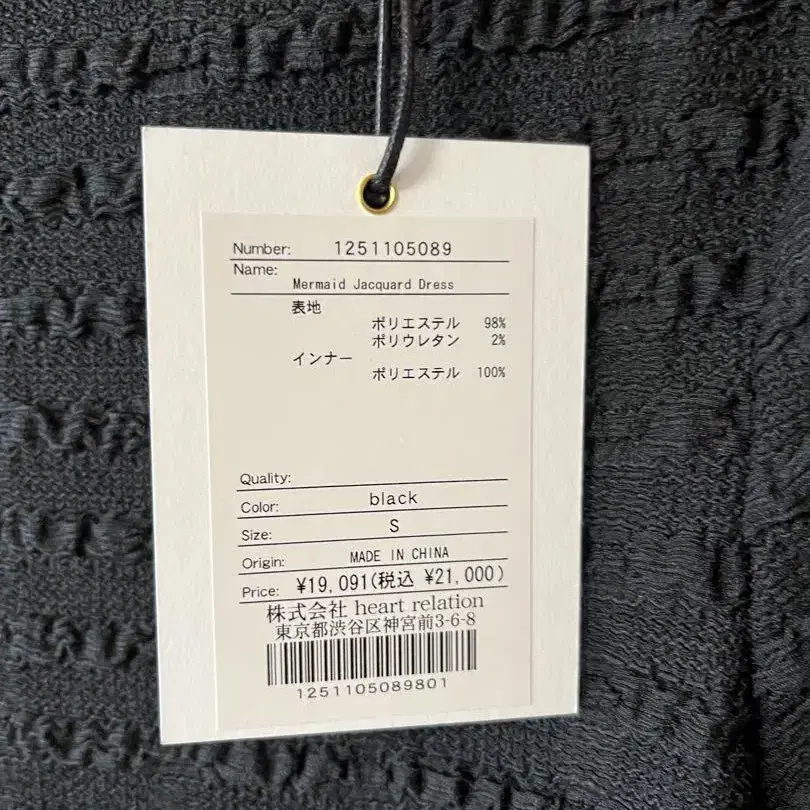 Number: 1251105089
Name:
Mermaid Jacquard Dress
表地
ポリエステル 98%
ポリウレタン 2%
インナー
ポリエステル 100%
Quality:
Color: black
Size: S
Origin: MADE IN CHINA
Price: ¥19,091(税込 ¥21,000)
株式会社 heart relation
東京都渋谷区神宮前3-6-8
1251105089801